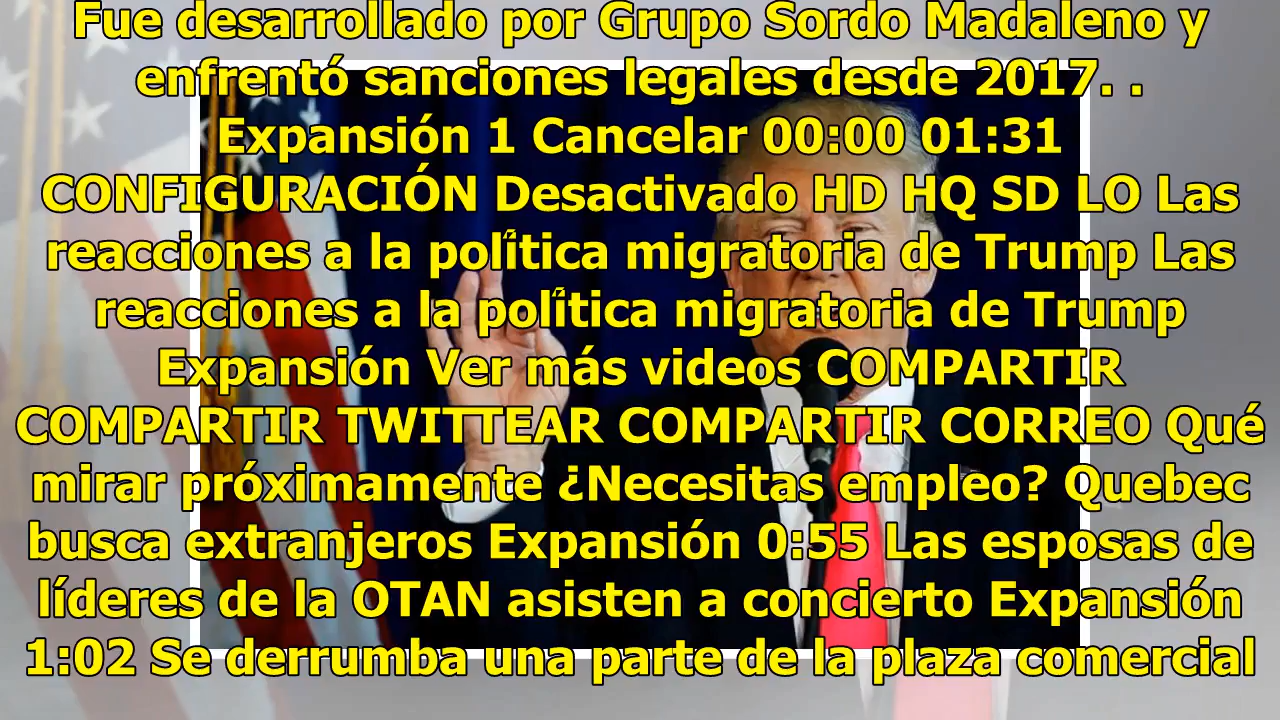 Fue desarrollado por Grupo Sordo Madaleno y
enfrentó sanciones legales desde 2017. .
Expansión 1 Cancelar 00:00 01:31
CONFIGURACIÓN Desactivado HD HQ SD LO Las
reacciones a la política migratoria de Trump Las
reacciones a la política migratoria de Trump
Expansión Ver más videos COMPARTIR
COMPARTIR TWITTEAR COMPARTIR CORREO Qué
mirar próximamente ¿Necesitas empleo? Quebec
busca extranjeros Expansión 0:55 Las esposas de
líderes de la OTAN asisten a concierto Expansión
1:02 Se derrumba una parte de la plaza comercial